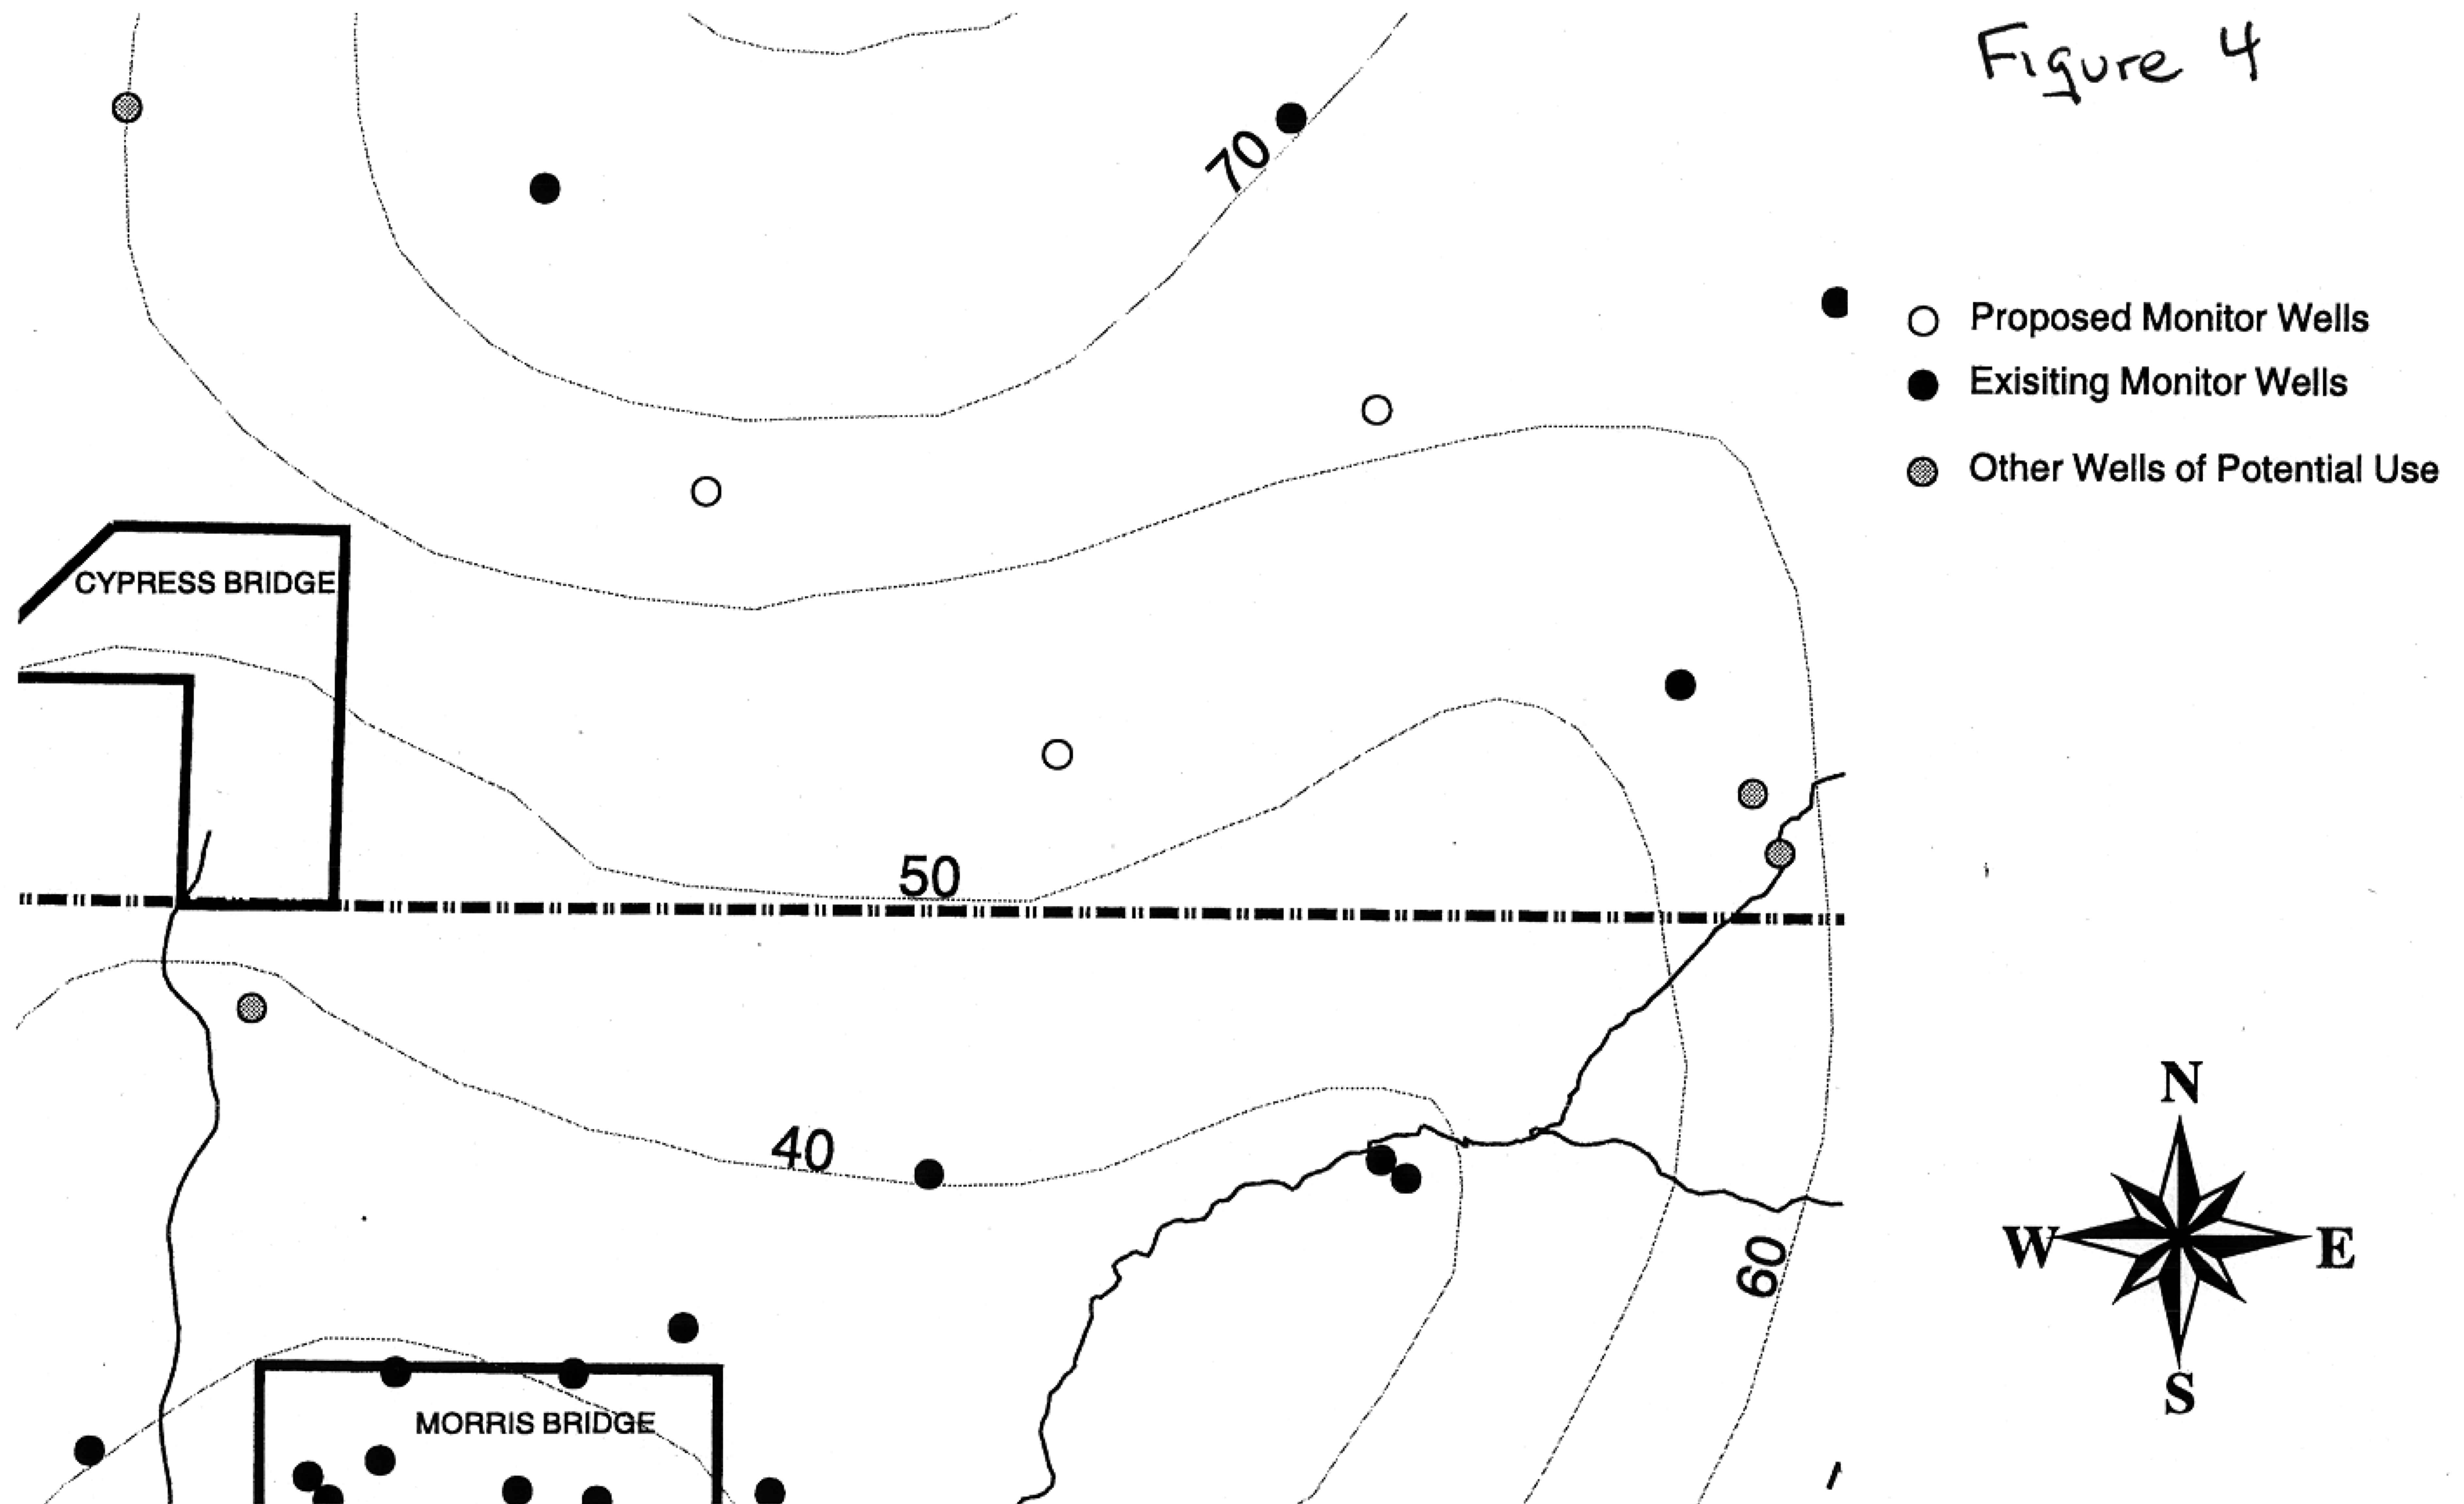 Figure 4
70
Proposed Monitor Wells
Exisiting Monitor Wells
Other Wells of Potential Use
CYPRESS BRIDGE
50
40
60
MORRIS BRIDGE
N
W E
S